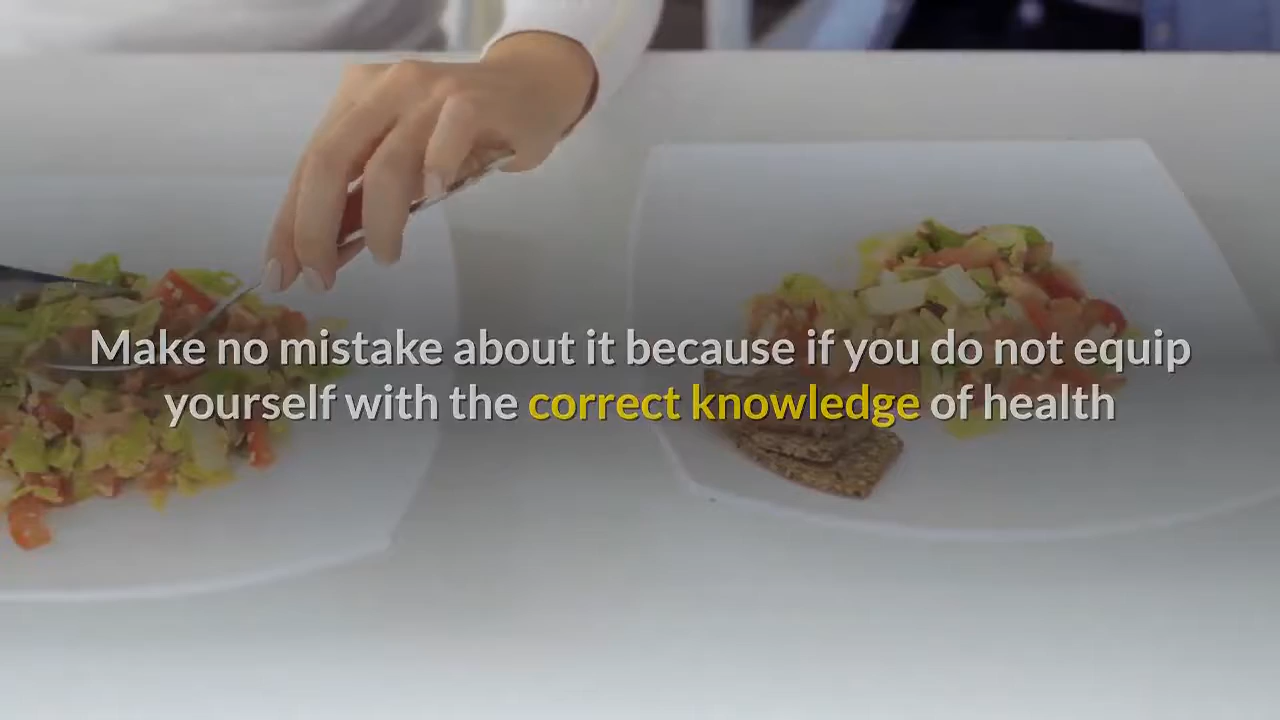 Make no mistake about it because if you do not equip
yourself with the correct knowledge of health